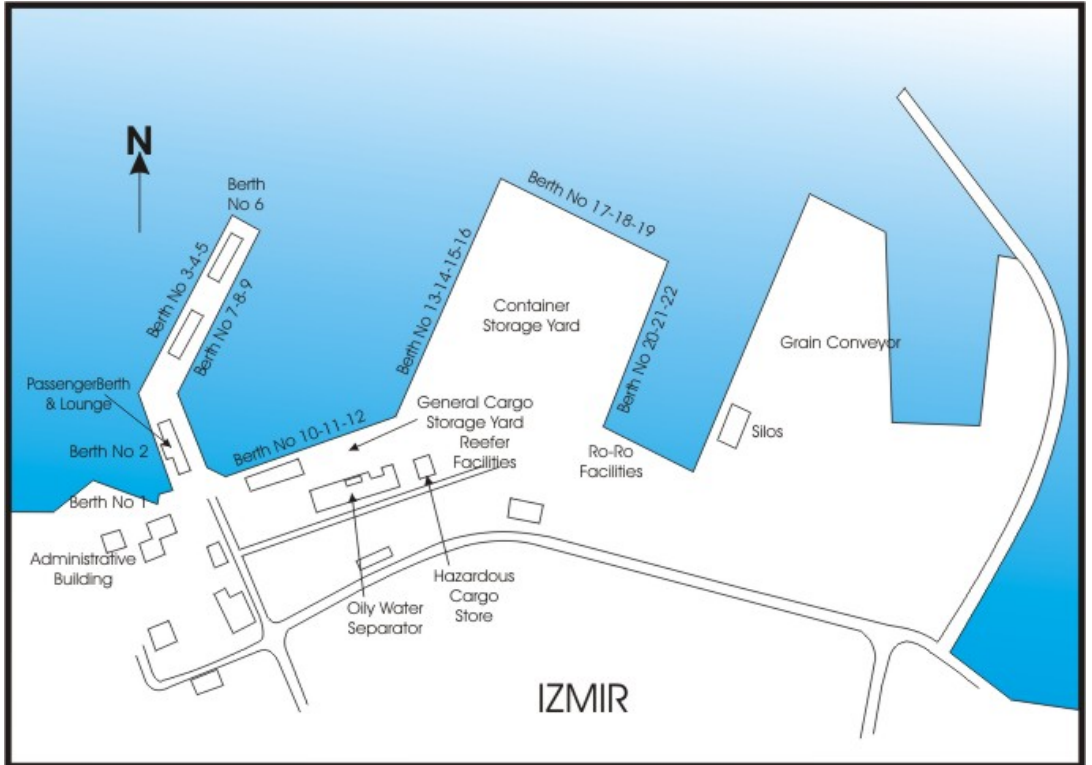 N
Berth
No 6
Berth No 3-4-5
Berth No 7-8-9
PassengerBerth
& Lounge
Berth No 2
Berth No 1
Administrative
Building
Berth No 10-11-12
Berth No 13-14-15-16
Berth No 17-18-19
Container
Storage Yard
Berth No 20-21-22
General Cargo
Storage Yard
Reefer
Facilities
Ro-Ro
Facilities
Grain Conveyor
Silos
Oily Water
Separator
Hazardous
Cargo
Store
IZMIR